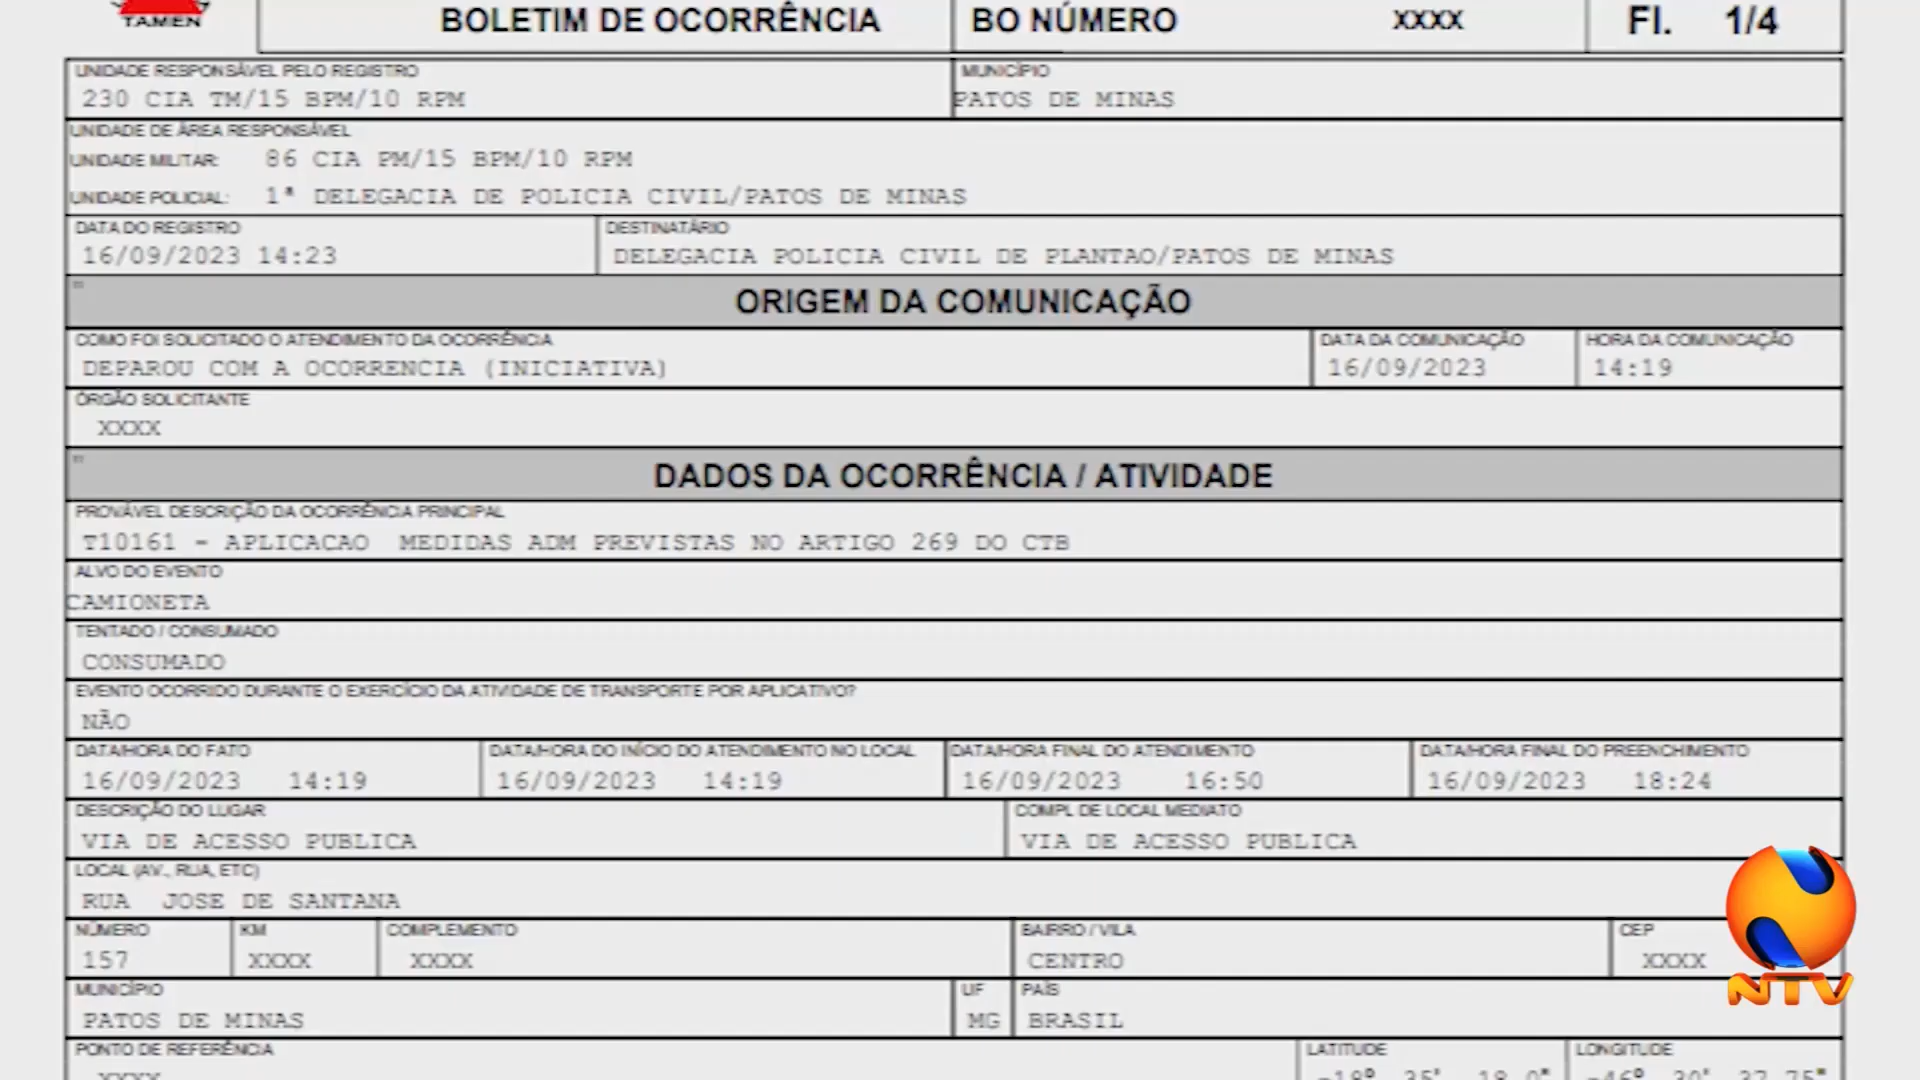 TAMEN
BOLETIM DE OCORRÊNCIA BO NÚMERO XXXX Fl. 1/4
UNIDADE RESPONSÁVEL PELO REGISTRO MUNICÍPIO
230 CIA TM/15 BPM/10 RPM PATOS DE MINAS
UNIDADE DE ÁREA RESPONSÁVEL
UNIDADE MILITAR: 86 CIA PM/15 BPM/10 RPM
UNIDADE POLICIAL: 1ª DELEGACIA DE POLICIA CIVIL/PATOS DE MINAS
DATA DO REGISTRO DESTINATÁRIO
16/09/2023 14:23 DELEGACIA POLICIA CIVIL DE PLANTAO/PATOS DE MINAS
ORIGEM DA COMUNICAÇÃO
COMO FOI SOLICITADO O ATENDIMENTO DA OCORRÊNCIA DATA DA COMUNICAÇÃO HORA DA COMUNICAÇÃO
DEPAROU COM A OCORRENCIA (INICIATIVA) 16/09/2023 14:19
ÓRGÃO SOLICITANTE
XXXX
DADOS DA OCORRÊNCIA / ATIVIDADE
PROVÁVEL DESCRIÇÃO DA OCORRÊNCIA PRINCIPAL
T10161 - APLICACAO MEDIDAS ADM PREVISTAS NO ARTIGO 269 DO CTB
ALVO DO EVENTO
CAMIONETA
TENTADO / CONSUMADO
CONSUMADO
EVENTO OCORRIDO DURANTE O EXERCÍCIO DA ATIVIDADE DE TRANSPORTE POR APLICATIVO?
NÃO
DATA/HORA DO FATO DATA/HORA DO INÍCIO DO ATENDIMENTO NO LOCAL DATA/HORA FINAL DO ATENDIMENTO DATA/HORA FINAL DO PREENCHIMENTO
16/09/2023 14:19 16/09/2023 14:19 16/09/2023 16:50 16/09/2023 18:24
DESCRIÇÃO DO LUGAR COMPL DE LOCAL MEDIATO
VIA DE ACESSO PUBLICA VIA DE ACESSO PUBLICA
LOCAL (AV., RUA, ETC)
RUA JOSE DE SANTANA
NÚMERO KM COMPLEMENTO BAIRRO / VILA CEP
157 XXXX XXXX CENTRO XXXX
NTV
MUNICÍPIO UF PAÍS
PATOS DE MINAS MG BRASIL
PONTO DE REFERÊNCIA LATITUDE LONGITUDE
XXXX -18º 35' 18.0" -46º 30' 37.75"